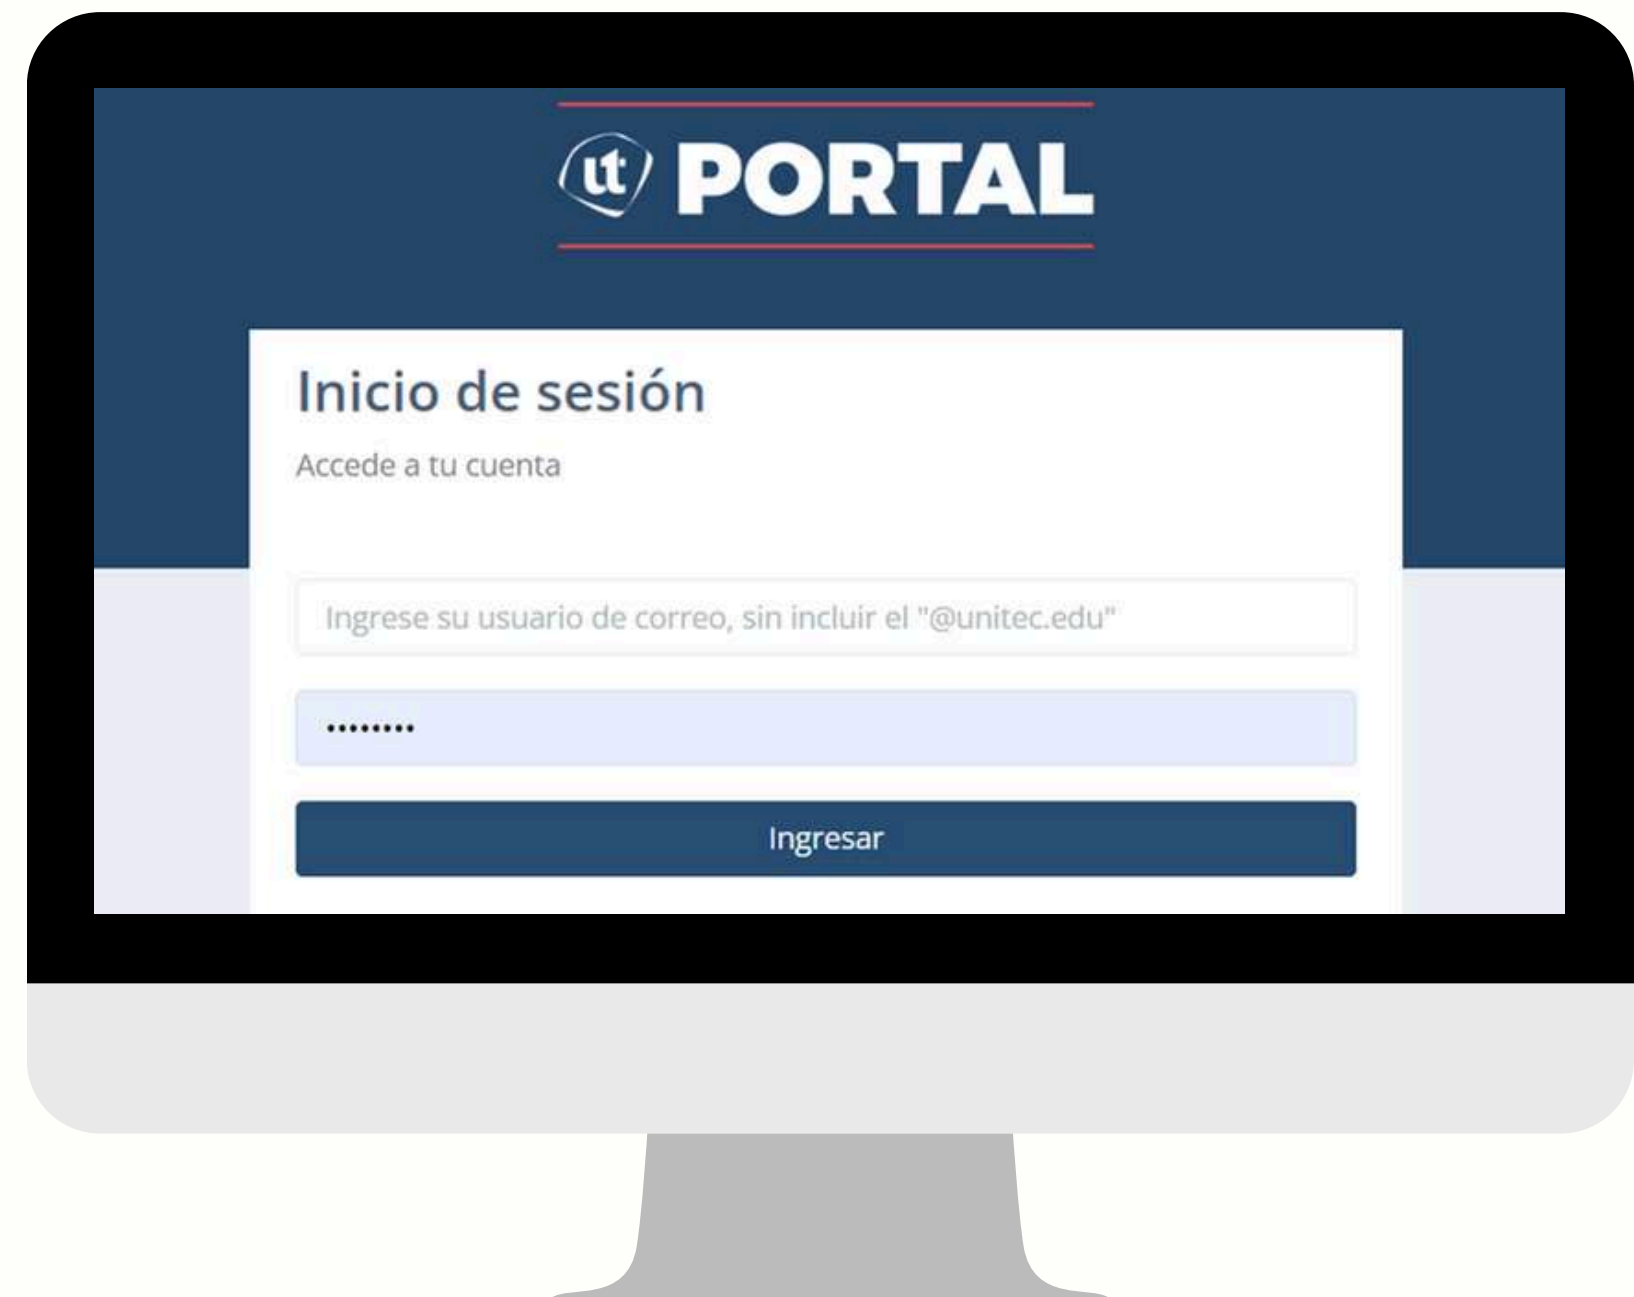 ut PORTAL
Inicio de sesión
Accede a tu cuenta
Ingrese su usuario de correo, sin incluir el "@unitec.edu"
••••••••
Ingresar